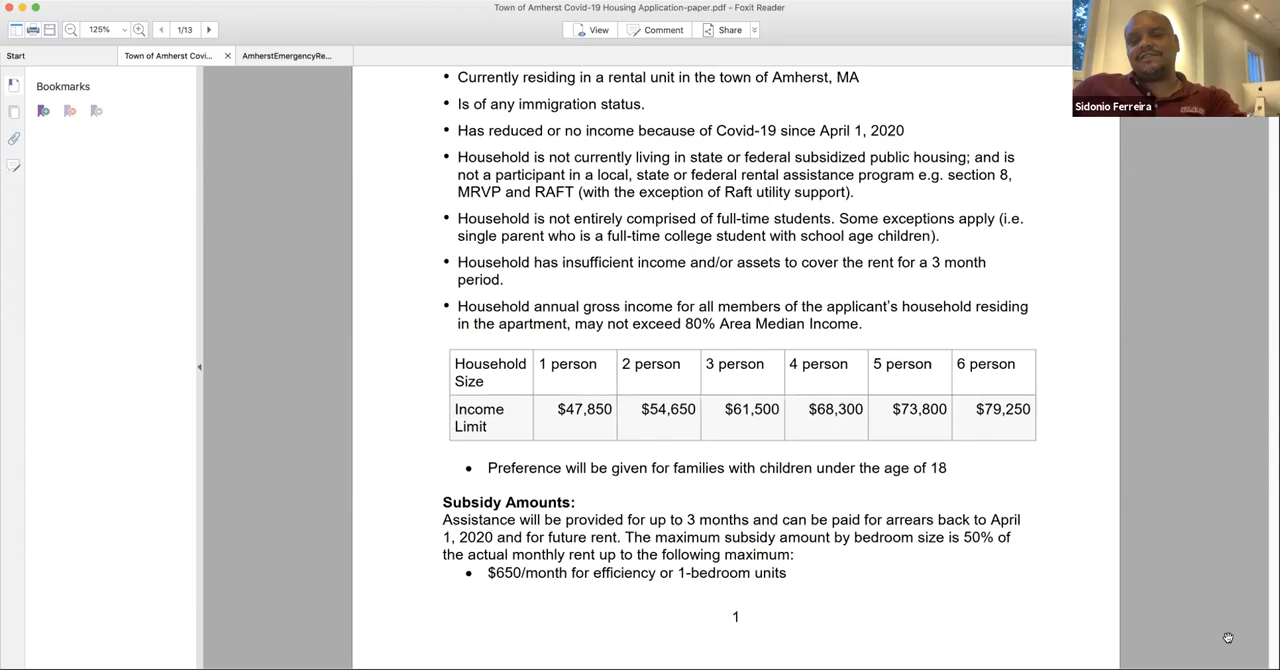 Town of Amherst Covid-19 Housing Application-paper.pdf - Foxit Reader
125%
1/13
View
Comment
Share
Start
Town of Amherst Covi...
AmherstEmergencyRe...
Bookmarks
Sidonio Ferreira
• Currently residing in a rental unit in the town of Amherst, MA
• Is of any immigration status.
• Has reduced or no income because of Covid-19 since April 1, 2020
• Household is not currently living in state or federal subsidized public housing; and is
not a participant in a local, state or federal rental assistance program e.g. section 8,
MRVP and RAFT (with the exception of Raft utility support).
• Household is not entirely comprised of full-time students. Some exceptions apply (i.e.
single parent who is a full-time college student with school age children).
• Household has insufficient income and/or assets to cover the rent for a 3 month
period.
• Household annual gross income for all members of the applicant's household residing
in the apartment, may not exceed 80% Area Median Income.
Household Size 1 person 2 person 3 person 4 person 5 person 6 person
Income Limit $47,850 $54,650 $61,500 $68,300 $73,800 $79,250
• Preference will be given for families with children under the age of 18
Subsidy Amounts:
Assistance will be provided for up to 3 months and can be paid for arrears back to April
1, 2020 and for future rent. The maximum subsidy amount by bedroom size is 50% of
the actual monthly rent up to the following maximum:
• $650/month for efficiency or 1-bedroom units
1